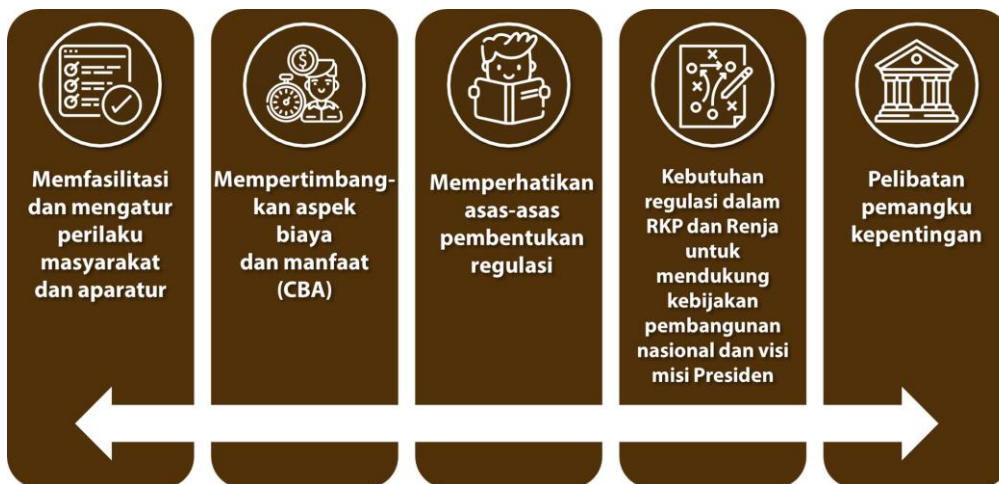 Memfasilitasi
dan mengatur
perilaku
masyarakat
dan aparatur
Mempertimbang-
kan aspek
biaya
dan manfaat
(CBA)
Memperhatikan
asas-asas
pembentukan
regulasi
Kebutuhan
regulasi dalam
RKP dan Renja
untuk
mendukung
kebijakan
pembangunan
nasional dan visi
misi Presiden
Pelibatan
pemangku
kepentingan